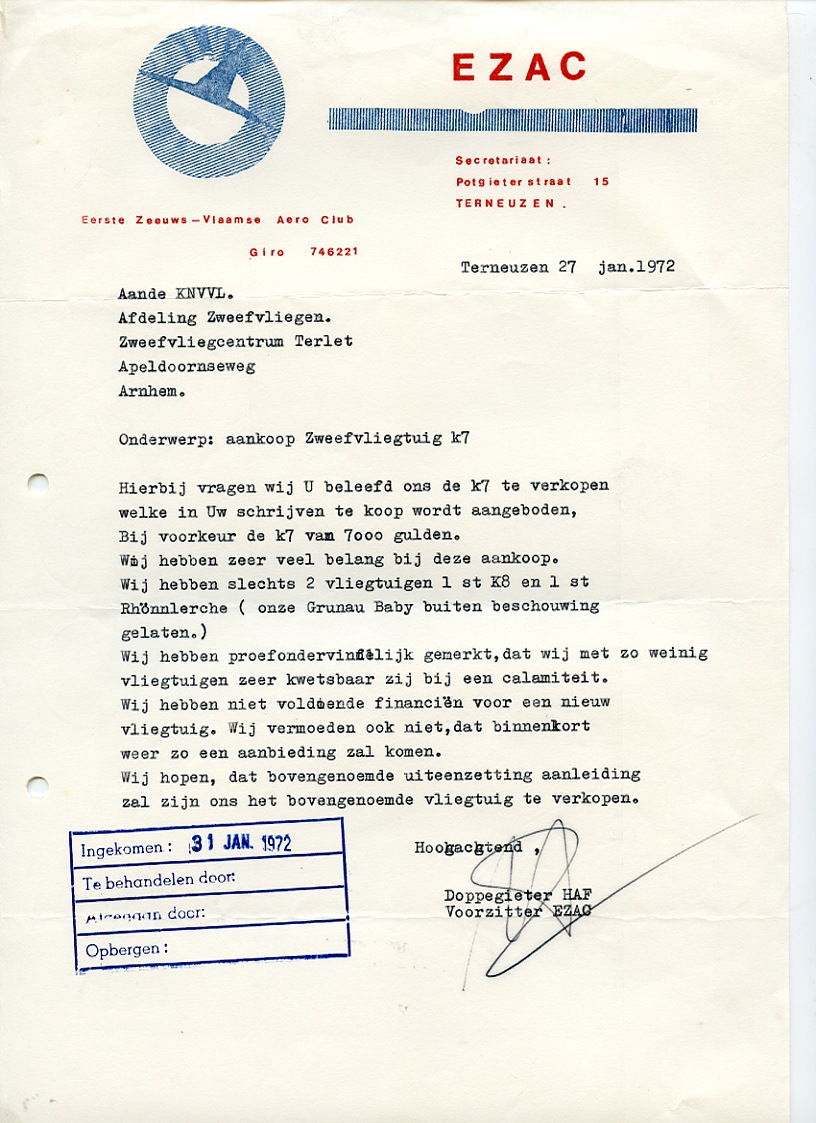 EZAC
Secretariaat:
Potgieterstraat 15
TERNEUZEN.
Eerste Zeeuws-Vlaamse Aero Club
Giro 746221
Terneuzen 27 jan.1972
Aande KNVVL.
Afdeling Zweefvliegen.
Zweefvliegcentrum Terlet
Apeldoornseweg
Arnhem.
Onderwerp: aankoop Zweefvliegtuig k7
Hierbij vragen wij U beleefd ons de k7 te verkopen
welke in Uw schrijven te koop wordt aangeboden,
Bij voorkeur de k7 van 7ooo gulden.
Wij hebben zeer veel belang bij deze aankoop.
Wij hebben slechts 2 vliegtuigen 1 st K8 en 1 st
Rhönnlerche ( onze Grunau Baby buiten beschouwing
gelaten.)
Wij hebben proefondervindelijk gemerkt,dat wij met zo weinig
vliegtuigen zeer kwetsbaar zij bij een calamiteit.
Wij hebben niet voldoende financiën voor een nieuw
vliegtuig. Wij vermoeden ook niet,dat binnenkort
weer zo een aanbieding zal komen.
Wij hopen, dat bovengenoemde uiteenzetting aanleiding
zal zijn ons het bovengenoemde vliegtuig te verkopen.
Hoogachtend ,
Doppegieter HAF
Voorzitter EZAC
Ingekomen: 31 JAN. 1972
Te behandelen door:
door:
Opbergen: